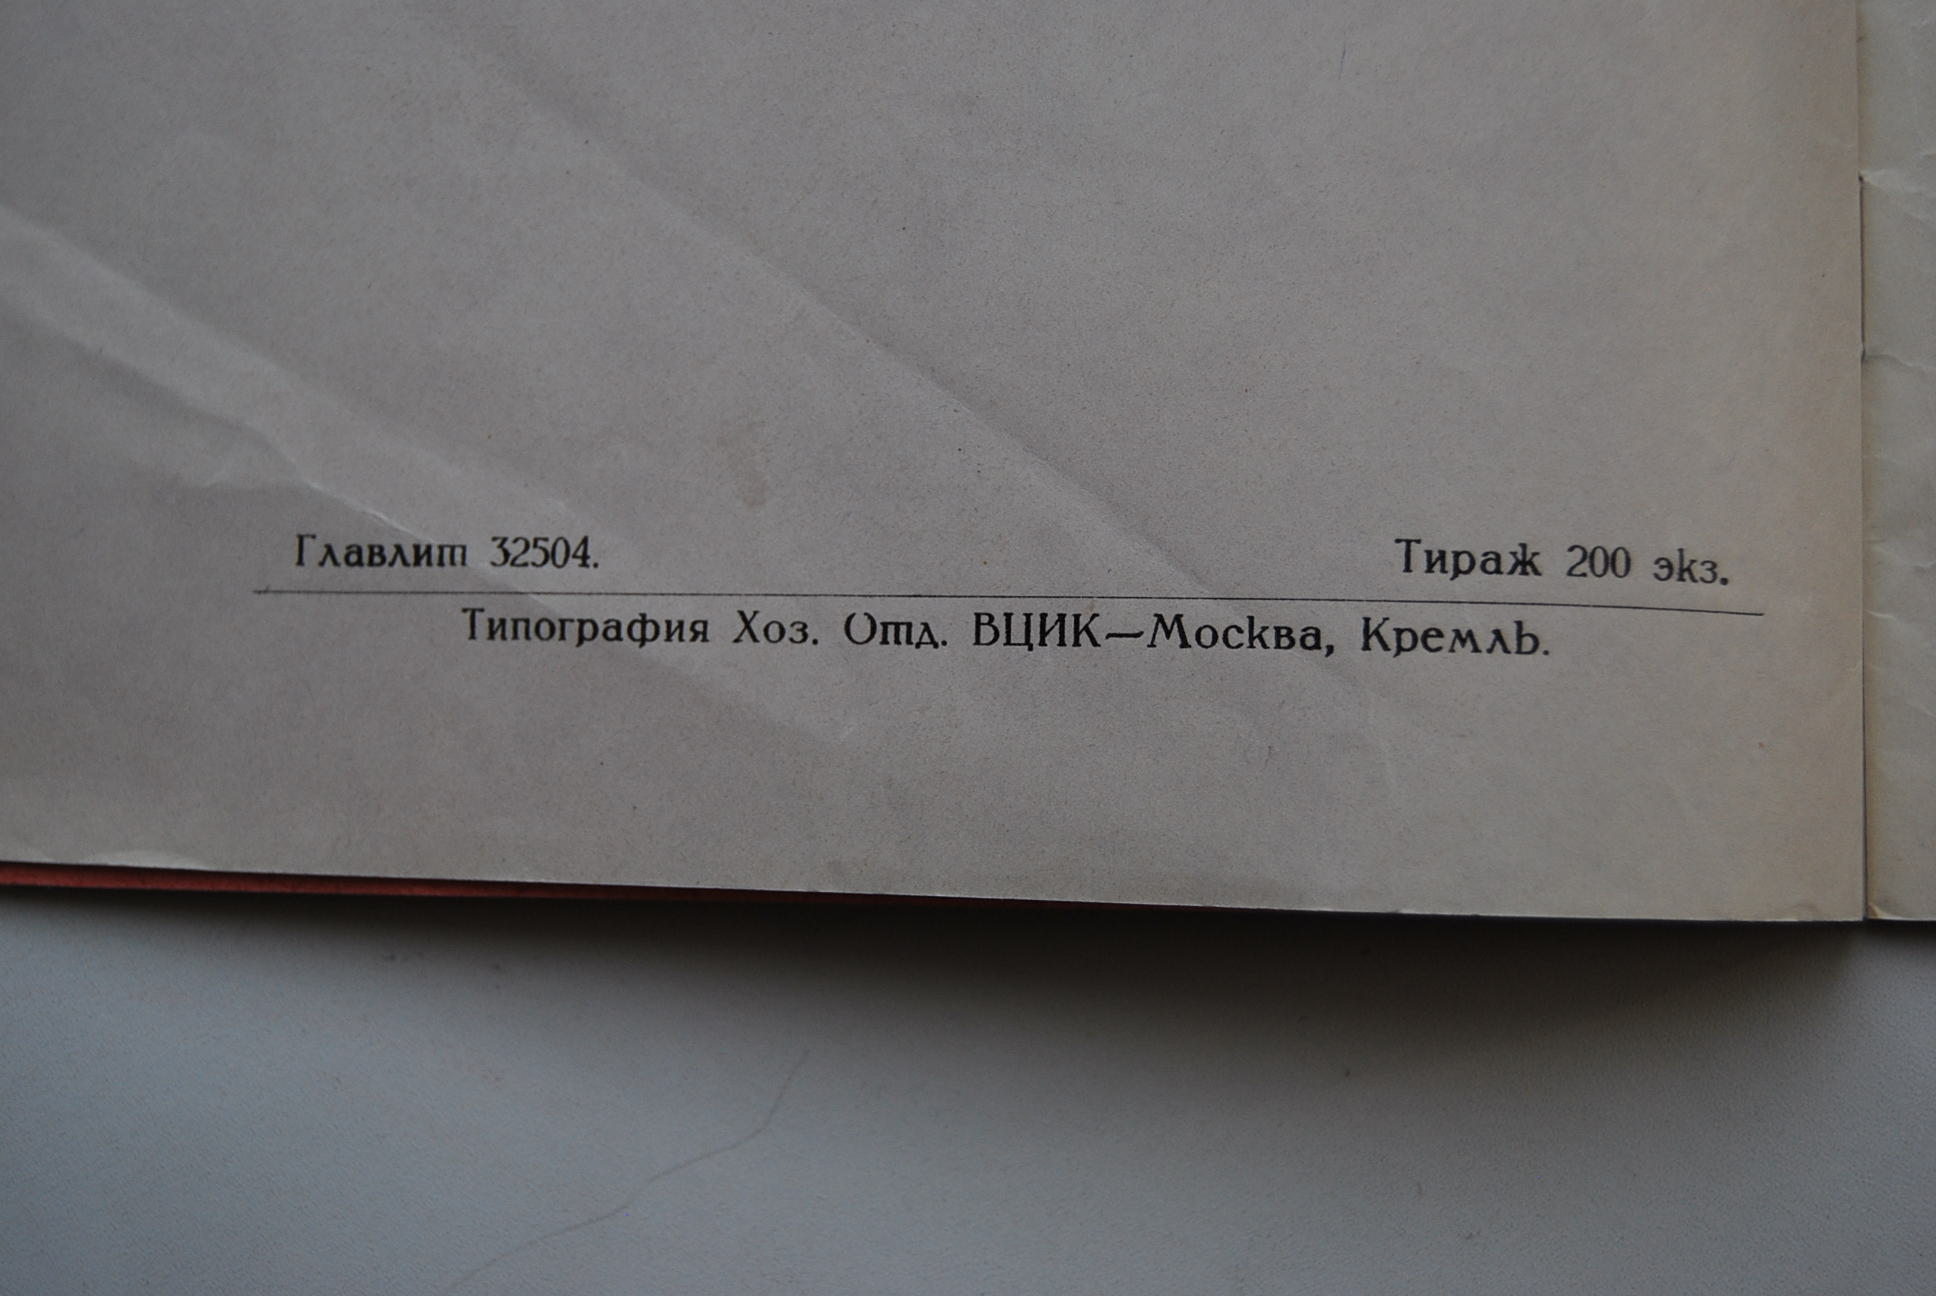 Главлит 32504. Тираж 200 экз.
Типография Хоз. Отд. ВЦИК—Москва, Кремль.